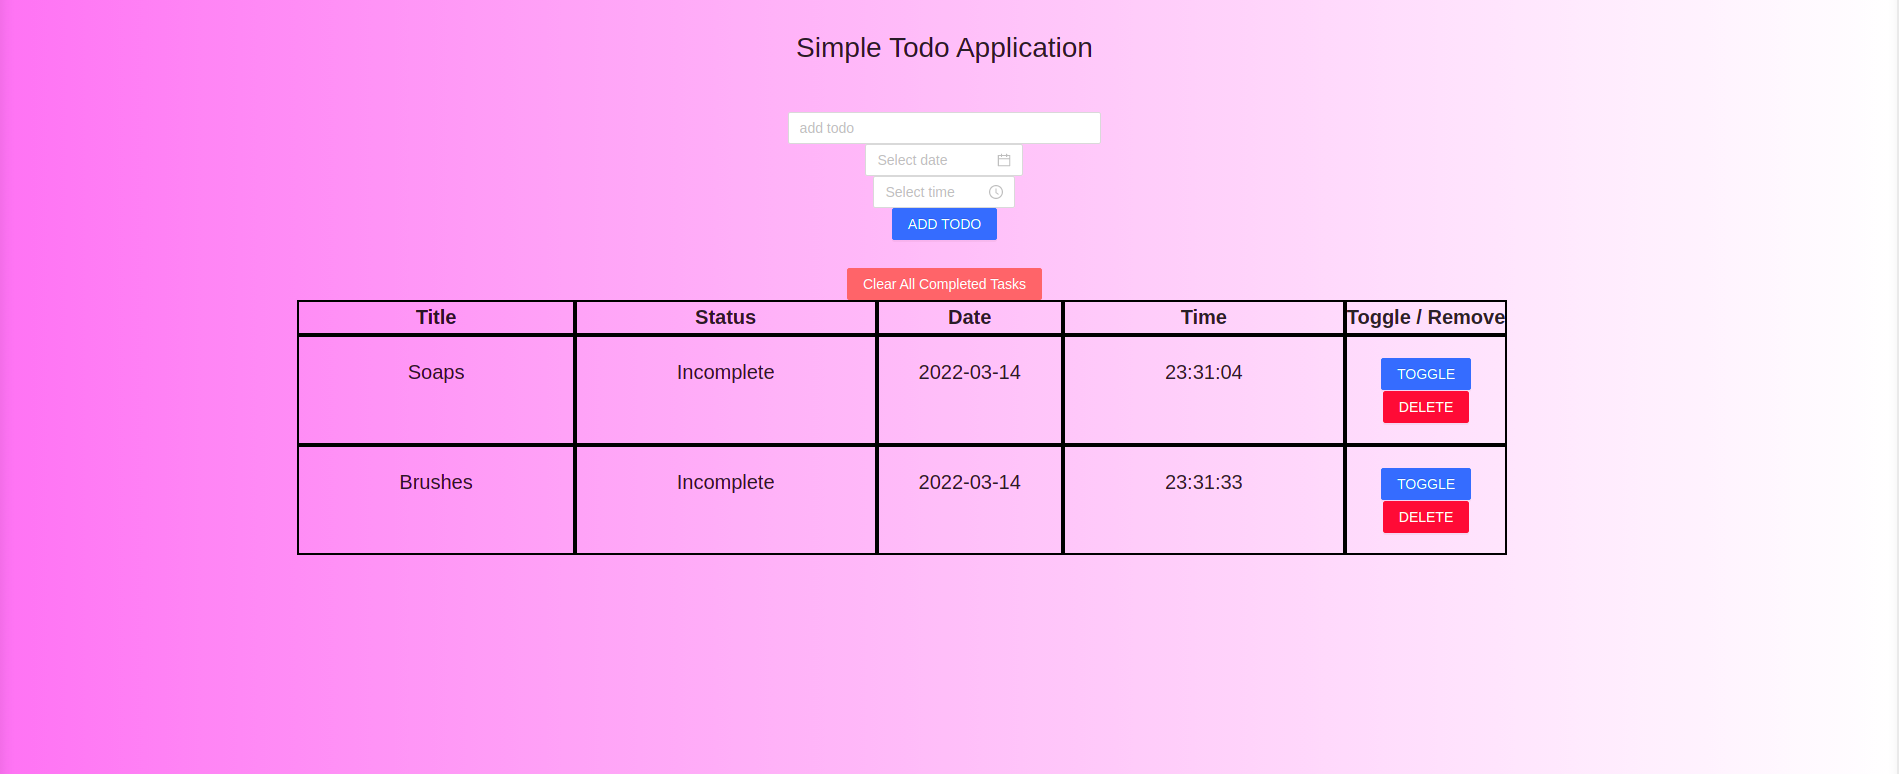 Simple Todo Application
add todo
Select date
Select time
ADD TODO
Clear All Completed Tasks
Title Status Date Time Toggle / Remove
Soaps Incomplete 2022-03-14 23:31:04 TOGGLE
DELETE
Brushes Incomplete 2022-03-14 23:31:33 TOGGLE
DELETE